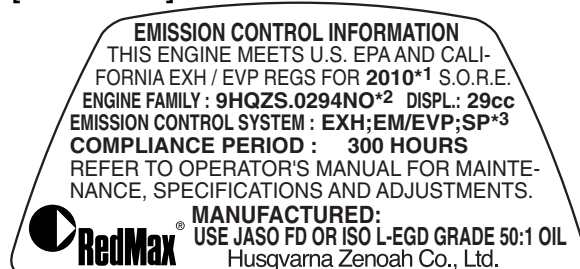 EMISSION CONTROL INFORMATION
THIS ENGINE MEETS U.S. EPA AND CALI-
FORNIA EXH / EVP REGS FOR 2010*1 S.O.R.E.
ENGINE FAMILY : 9HQZS.0294NO*2 DISPL.: 29cc
EMISSION CONTROL SYSTEM : EXH;EM/EVP;SP*3
COMPLIANCE PERIOD : 300 HOURS
REFER TO OPERATOR'S MANUAL FOR MAINTE-
NANCE, SPECIFICATIONS AND ADJUSTMENTS.
MANUFACTURED:
RedMax® USE JASO FD OR ISO L-EGD GRADE 50:1 OIL
Husqvarna Zenoah Co., Ltd.